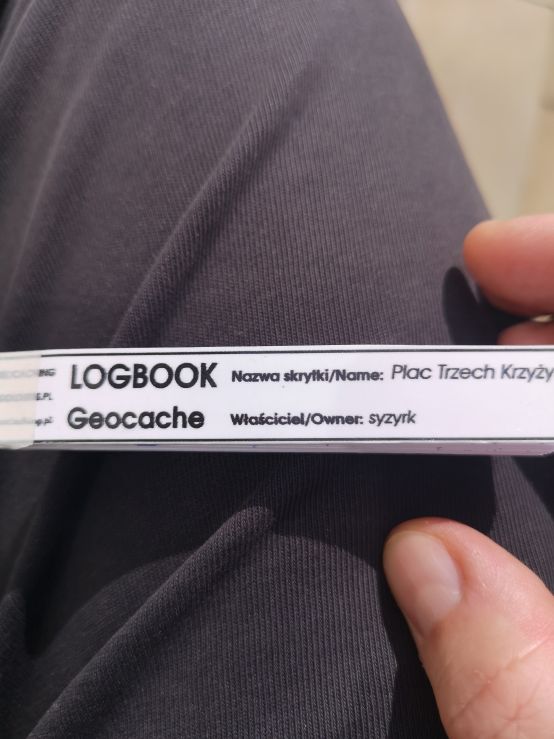 LOGBOOK Nazwa skrytki/Name: Plac Trzech Krzyży
Geocache Właściciel/Owner: syzyrk